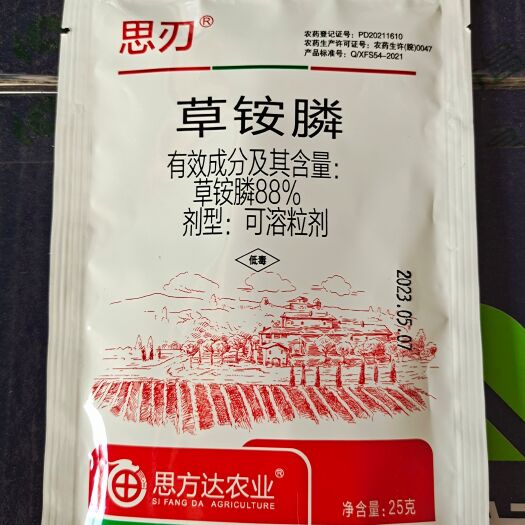 思刃®
农药登记证号：PD20211610
农药生产许可证号：农药生许(皖)0047
产品标准号：Q/XFS54-2021
草铵膦
有效成分及其含量：
草铵膦88%
剂型：可溶粒剂
低毒
2023.05.07
思方达农业®
SI FANG DA AGRICULTURE
净含量:25克